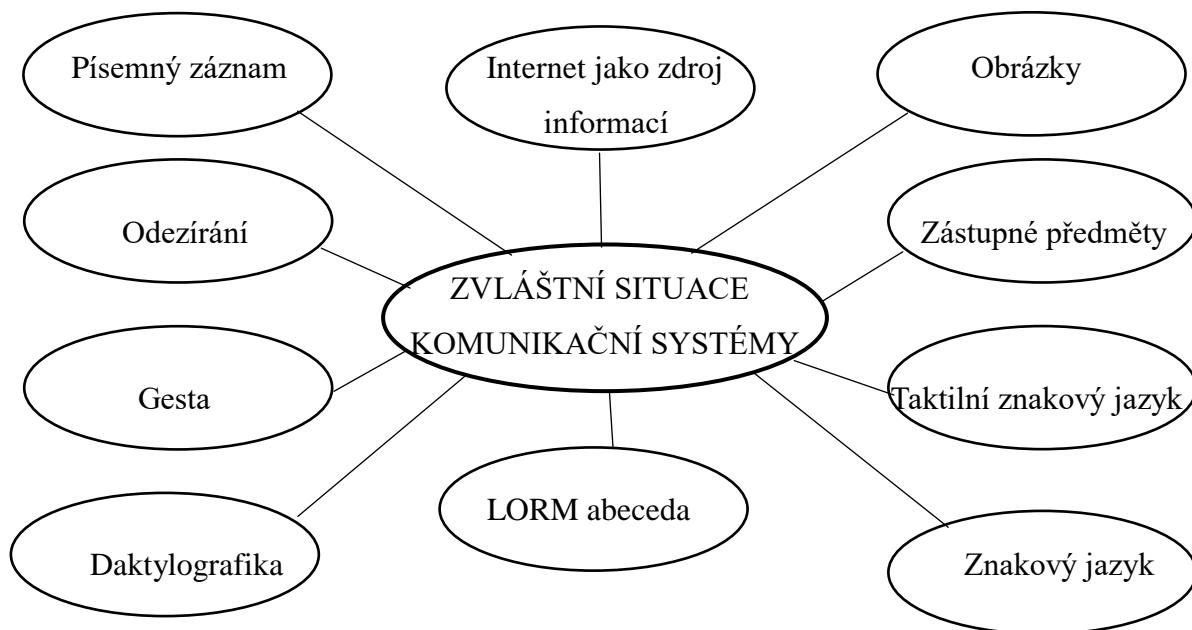 Písemný záznam
Internet jako zdroj
informací
Obrázky
Odezírání
Zástupné předměty
ZVLÁŠTNÍ SITUACE
KOMUNIKAČNÍ SYSTÉMY
Gesta
Taktilní znakový jazyk
LORM abeceda
Daktylografika
Znakový jazyk